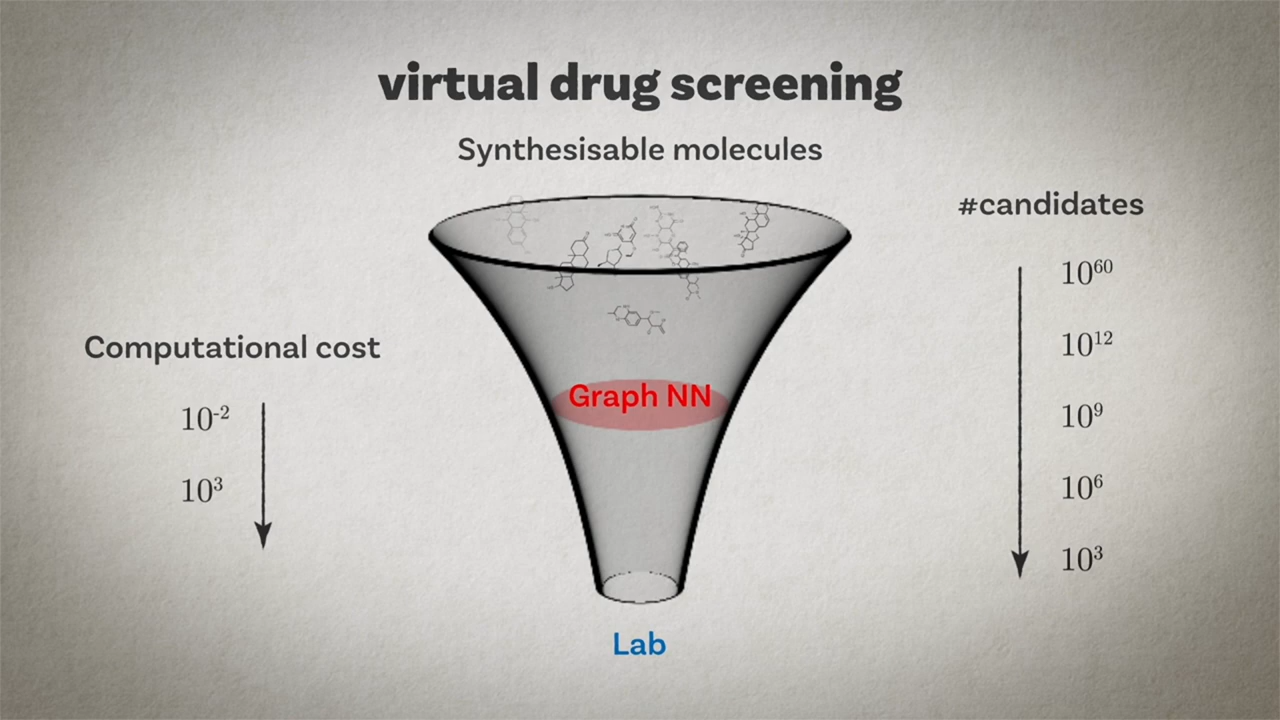 virtual drug screening
Synthesisable molecules
#candidates
10⁶⁰
10¹²
10⁹
10⁶
10³
Computational cost
10⁻²
10³
Graph NN
Lab